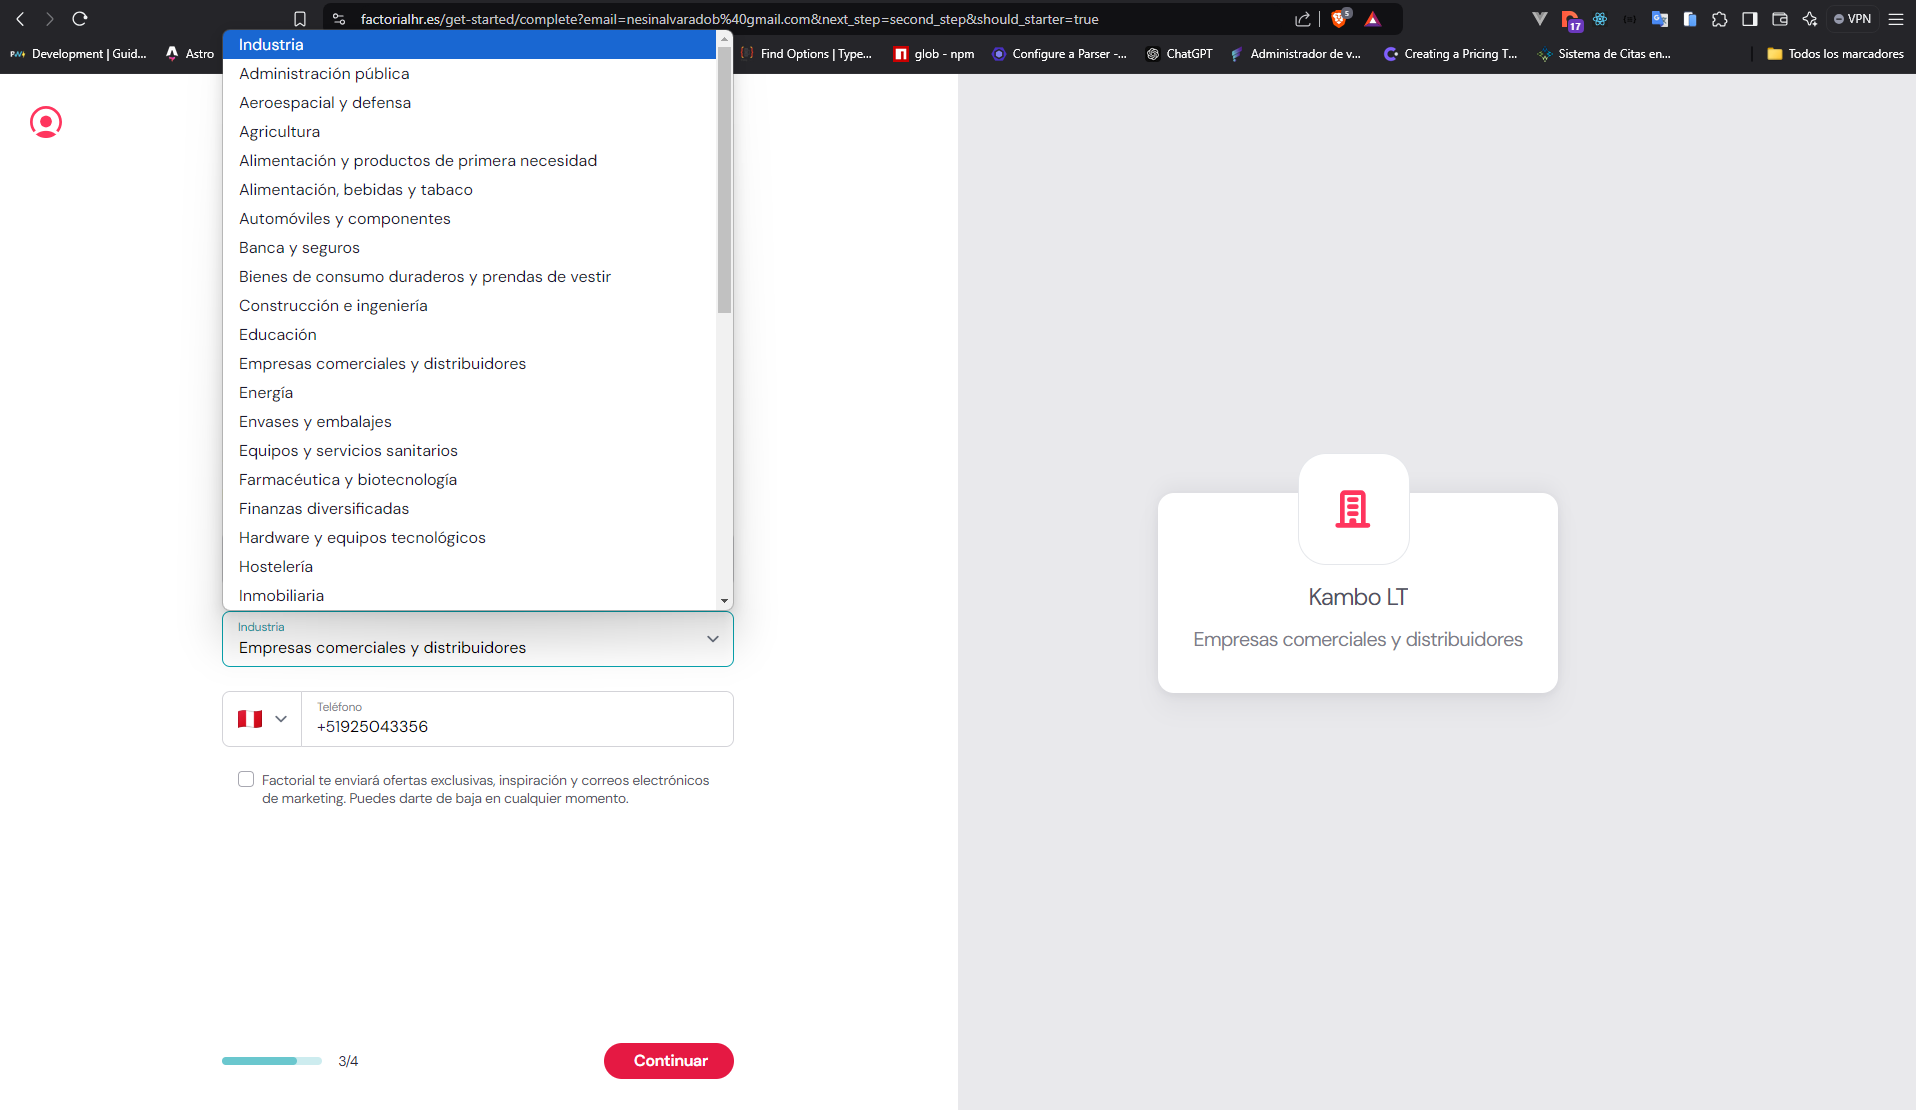 factorialhr.es/get-started/complete?email=nesinalvaradob%40gmail.com&next_step=second_step&should_starter=true
5
17
VPN
Development | Guid...
Astro
Find Options | Type...
glob - npm
Configure a Parser -...
ChatGPT
Administrador de v...
Creating a Pricing T...
Sistema de Citas en...
Todos los marcadores
Industria
Administración pública
Aeroespacial y defensa
Agricultura
Alimentación y productos de primera necesidad
Alimentación, bebidas y tabaco
Automóviles y componentes
Banca y seguros
Bienes de consumo duraderos y prendas de vestir
Construcción e ingeniería
Educación
Empresas comerciales y distribuidores
Energía
Envases y embalajes
Equipos y servicios sanitarios
Farmacéutica y biotecnología
Finanzas diversificadas
Hardware y equipos tecnológicos
Hostelería
Inmobiliaria
Industria
Empresas comerciales y distribuidores
Teléfono
+51925043356
Factorial te enviará ofertas exclusivas, inspiración y correos electrónicos
de marketing. Puedes darte de baja en cualquier momento.
3/4
Continuar
Kambo LT
Empresas comerciales y distribuidores